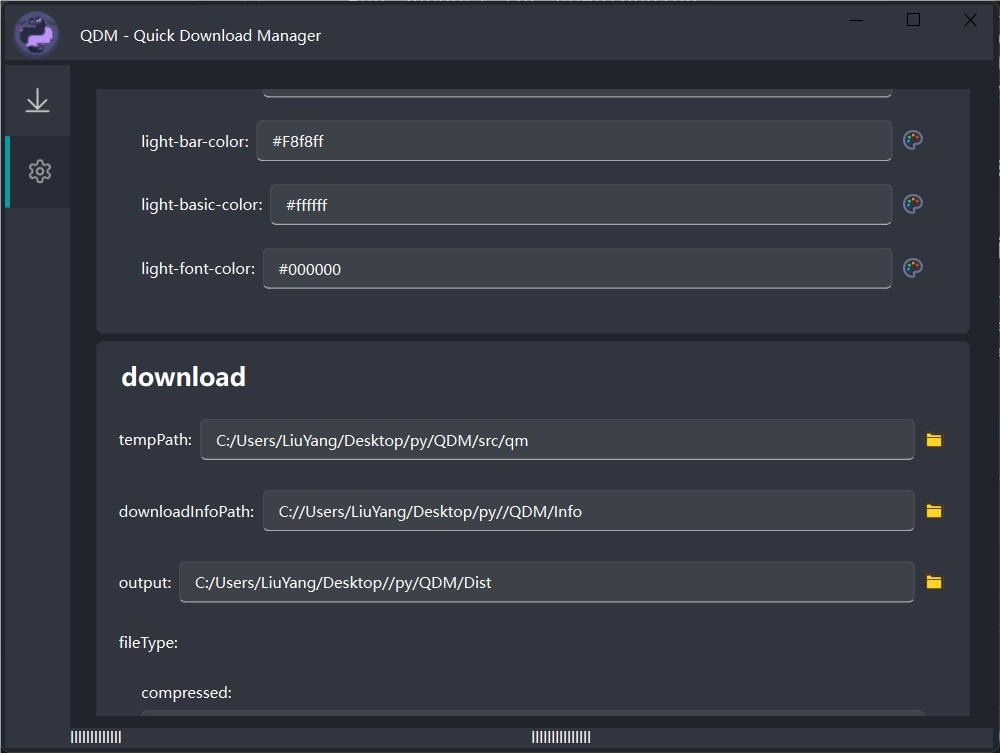 QDM - Quick Download Manager
light-bar-color: #F8f8ff
light-basic-color: #ffffff
light-font-color: #000000
download
tempPath: C:/Users/LiuYang/Desktop/py/QDM/src/qm
downloadInfoPath: C://Users/LiuYang/Desktop/py//QDM/Info
output: C:/Users/LiuYang/Desktop//py/QDM/Dist
fileType:
compressed: